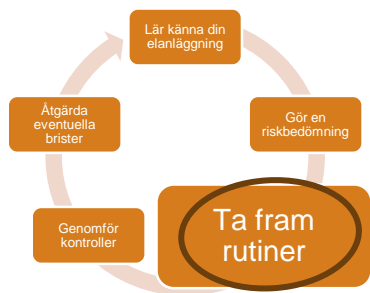 Lär känna din
elanläggning
Gör en
riskbedömning
Ta fram
rutiner
Genomför
kontroller
Åtgärda
eventuella
brister